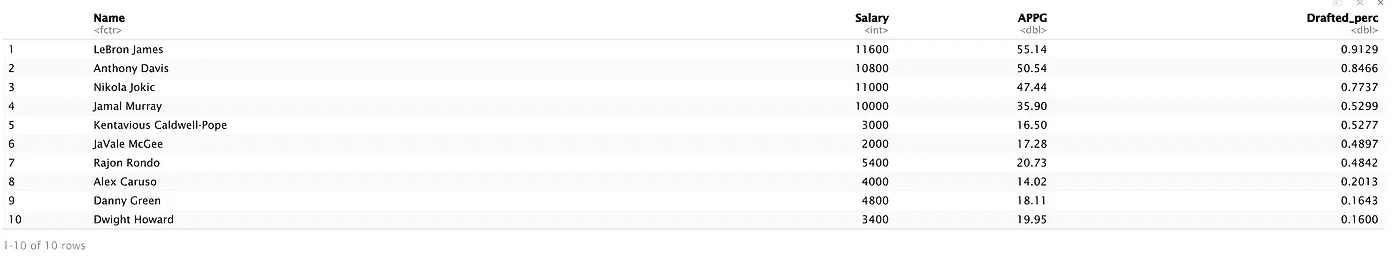 Name Salary APPG Drafted_perc
<fctr> <int> <dbl> <dbl>
1 LeBron James 11600 55.14 0.9129
2 Anthony Davis 10800 50.54 0.8466
3 Nikola Jokic 11000 47.44 0.7737
4 Jamal Murray 10000 35.90 0.5299
5 Kentavious Caldwell-Pope 3000 16.50 0.5277
6 JaVale McGee 2000 17.28 0.4897
7 Rajon Rondo 5400 20.73 0.4842
8 Alex Caruso 4000 14.02 0.2013
9 Danny Green 4800 18.11 0.1643
10 Dwight Howard 3400 19.95 0.1600
1-10 of 10 rows